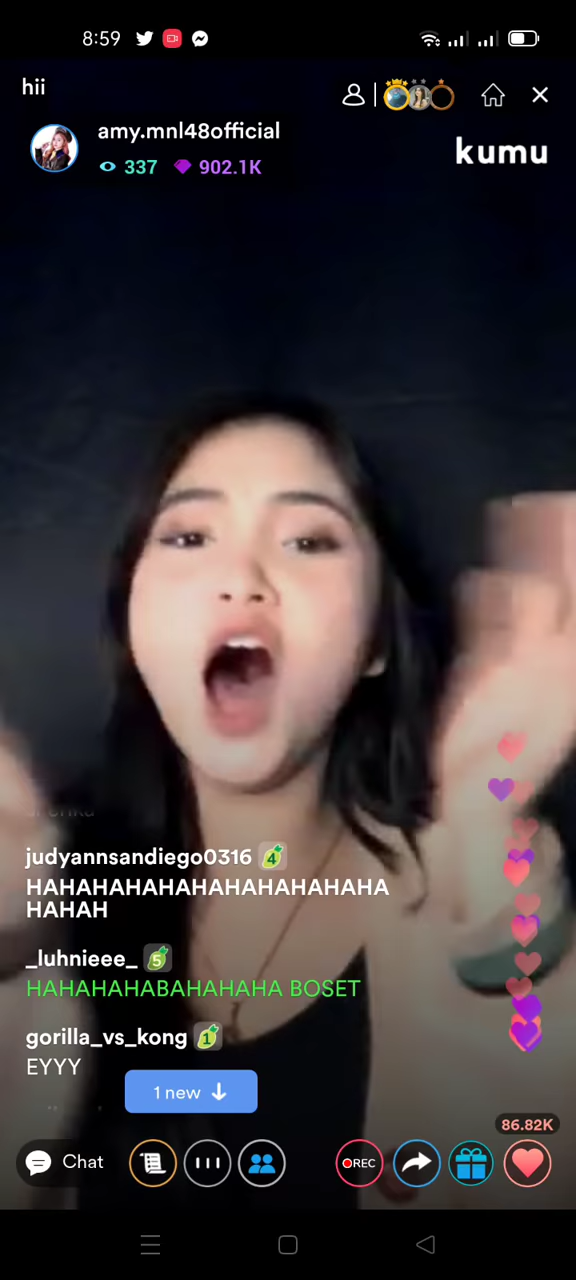 8:59
hii
amy.mnl48official
337 902.1K
kumu
judyannsandiego0316 4
HAHAHAHAHAHAHAHAHAHAHA
HAHAH
_luhnieee_ 5
HAHAHAHABAHAHAHA BOSET
gorilla_vs_kong 1
EYYY
1 new
86.82K
Chat
REC